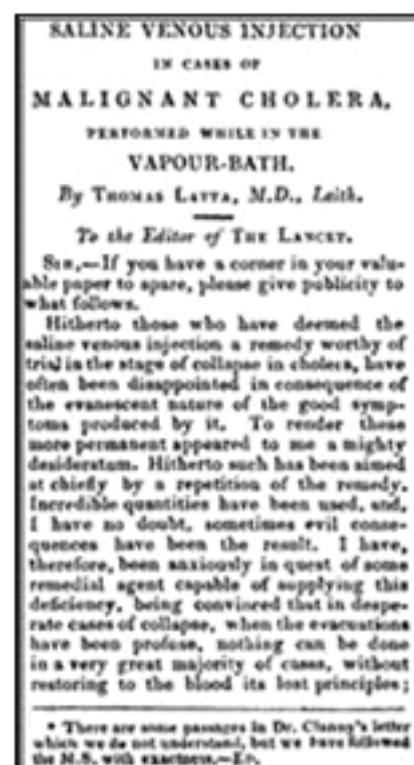 SALINE VENOUS INJECTION
IN CASES OF
MALIGNANT CHOLERA,
PERFORMED WHILE IN THE
VAPOUR-BATH.
By THOMAS LATTA, M.D., Leith.
To the Editor of THE LANCET.
SIR,—If you have a corner in your valu-
able paper to spare, please give publicity to
what follows.
Hitherto those who have deemed the
saline venous injection a remedy worthy of
trial in the stage of collapse in cholera, have
often been disappointed in consequence of
the evanescent nature of the good symp-
toms produced by it. To render these
more permanent appeared to me a mighty
desideratum. Hitherto such has been aimed
at chiefly by a repetition of the remedy.
Incredible quantities have been used, and,
I have no doubt, sometimes evil conse-
quences have been the result. I have,
therefore, been anxiously in quest of some
remedial agent capable of supplying this
deficiency, being convinced that in despe-
rate cases of collapse, when the evacuations
have been profuse, nothing can be done
in a very great majority of cases, without
restoring to the blood its lost principles;
* There are some passages in Dr. Clanny's letter
which we do not understand, but we have followed
the M.S. with exactness.—ED.